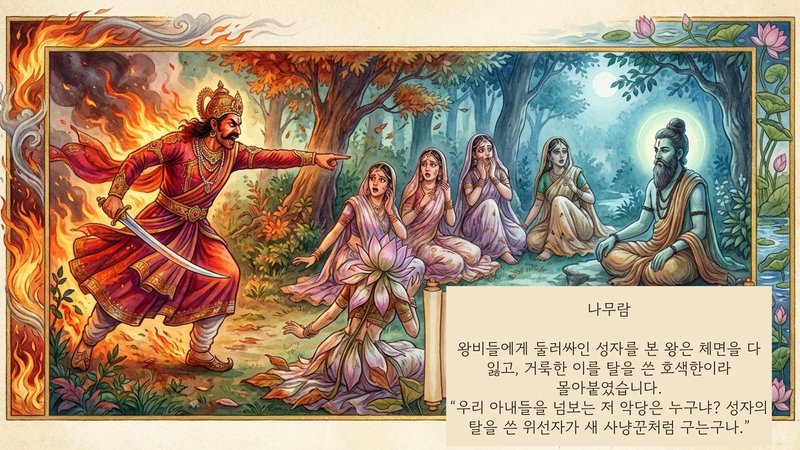 나무람
왕비들에게 둘러싸인 성자를 본 왕은 체면을 다
잃고, 거룩한 이를 탈을 쓴 호색한이라
몰아붙였습니다.
“우리 아내들을 넘보는 저 악당은 누구냐? 성자의
탈을 쓴 위선자가 새 사냥꾼처럼 구는구나.”